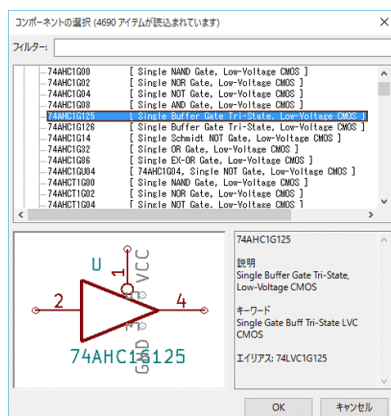 コンポーネントの選択 (4690 アイテムが読込まれています)
フィルター:
74AHC1G00 [ Single NAND Gate, Low-Voltage CMOS ]
74AHC1G02 [ Single NOR Gate, Low-Voltage CMOS ]
74AHC1G04 [ Single NOT Gate, Low-Voltage CMOS ]
74AHC1G08 [ Single AND Gate, Low-Voltage CMOS ]
74AHC1G125 [ Single Buffer Gate Tri-State, Low-Voltage CMOS ]
74AHC1G126 [ Single Buffer Gate Tri-State, Low-Voltage CMOS ]
74AHC1G14 [ Single Schmidt NOT Gate, Low-Voltage CMOS ]
74AHC1G32 [ Single OR Gate, Low-Voltage CMOS ]
74AHC1G86 [ Single EX-OR Gate, Low-Voltage CMOS ]
74AHC1GU04 [ 74AHC1G04, Single NOT Gate, Low-Voltage CMOS ]
74AHCT1G00 [ Single NAND Gate, Low-Voltage CMOS ]
74AHCT1G02 [ Single NOR Gate, Low-Voltage CMOS ]
74AHCT1G04 [ Single NOT Gate, Low-Voltage CMOS ]
U
1
VCC
2
4
GND 3
5
74AHC1G125
74AHC1G125
説明
Single Buffer Gate Tri-State,
Low-Voltage CMOS
キーワード
Single Gate Buff Tri-State LVC
CMOS
エイリアス: 74LVC1G125
OK
キャンセル